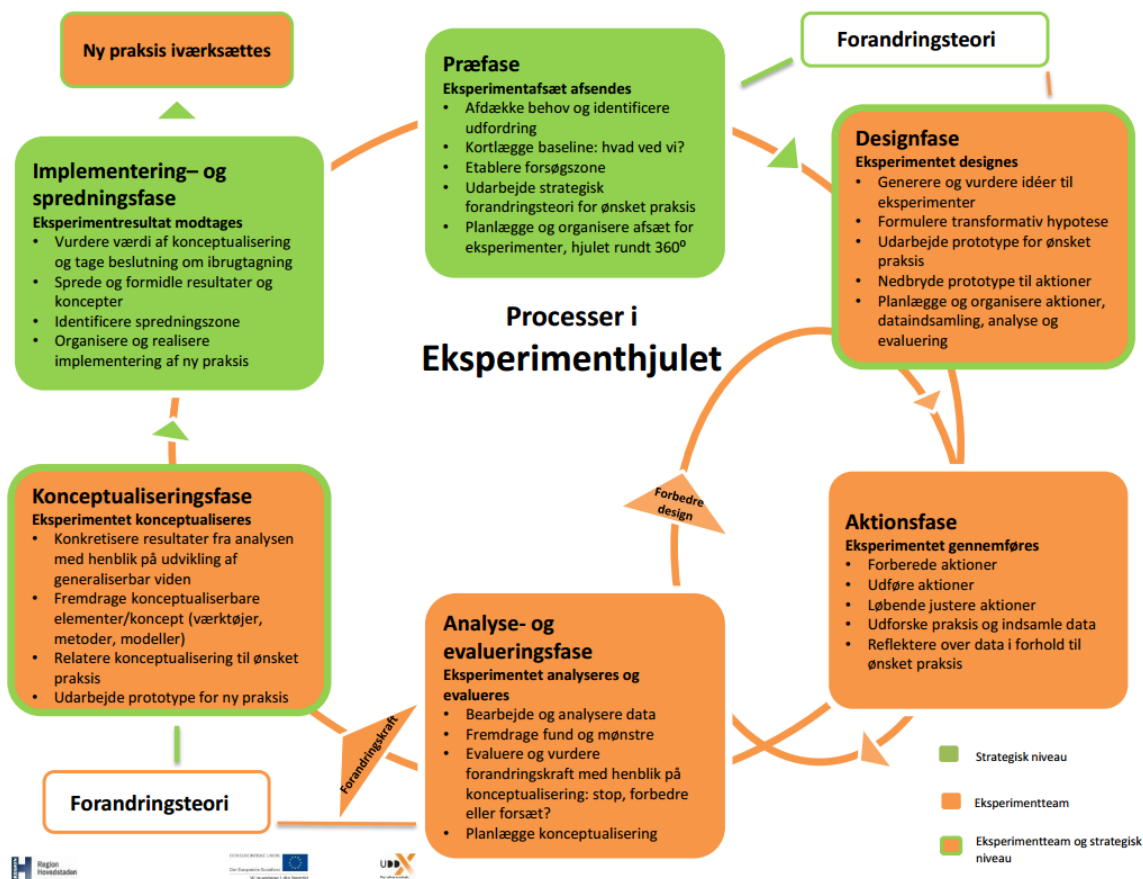 Ny praksis iværksættes
Præfase
Eksperimentafsæt afsendes
• Afdække behov og identificere
udfordring
• Kortlægge baseline: hvad ved vi?
• Etablere forsøgszone
• Udarbejde strategisk
forandringsteori for ønsket praksis
• Planlægge og organisere afsæt for
eksperimenter, hjulet rundt 360⁰
Forandringsteori
Designfase
Eksperimentet designes
• Generere og vurdere idéer til
eksperimenter
• Formulere transformativ hypotese
• Udarbejde prototype for ønsket
praksis
• Nedbryde prototype til aktioner
• Planlægge og organisere aktioner,
dataindsamling, analyse og
evaluering
Implementering– og
spredningsfase
Eksperimentresultat modtages
• Vurdere værdi af konceptualisering
og tage beslutning om ibrugtagning
• Sprede og formidle resultater og
koncepter
• Identificere spredningszone
• Organisere og realisere
implementering af ny praksis
Processer i
Eksperimenthjulet
Konceptualiseringsfase
Eksperimentet konceptualiseres
• Konkretisere resultater fra analysen
med henblik på udvikling af
generaliserbar viden
• Fremdrage konceptualiserbare
elementer/koncept (værktøjer,
metoder, modeller)
• Relatere konceptualisering til ønsket
praksis
• Udarbejde prototype for ny praksis
Forbedre
design
Aktionsfase
Eksperimentet gennemføres
• Forberede aktioner
• Udføre aktioner
• Løbende justere aktioner
• Udforske praksis og indsamle data
• Reflektere over data i forhold til
ønsket praksis
Analyse- og
evalueringsfase
Eksperimentet analyseres og
evalueres
• Bearbejde og analysere data
• Fremdrage fund og mønstre
• Evaluere og vurdere
forandringskraft med henblik på
konceptualisering: stop, forbedre
eller forsæt?
• Planlægge konceptualisering
Forandringskraft
Forandringsteori
Strategisk niveau
Eksperimentteam
Eksperimentteam og strategisk
niveau
Region
Hovedstaden
UDDX